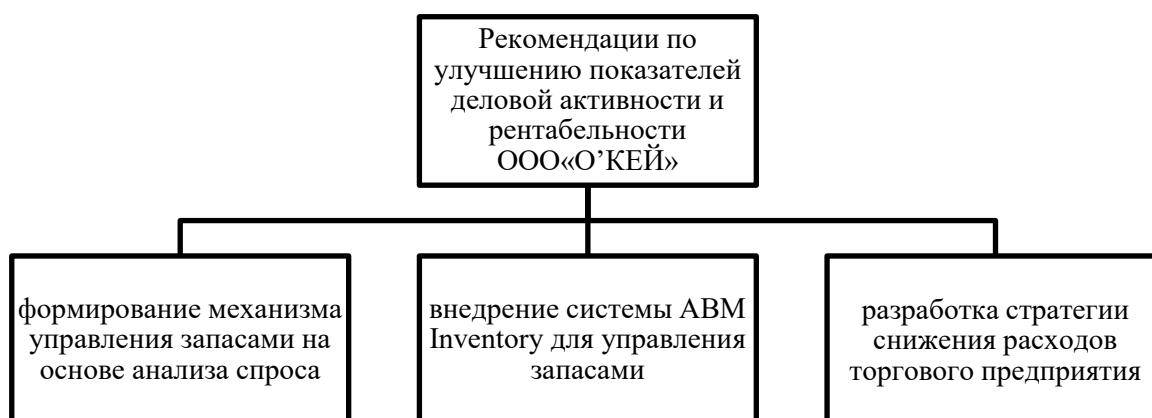 Рекомендации по
улучшению показателей
деловой активности и
рентабельности
ООО«О’КЕЙ»
формирование механизма
управления запасами на
основе анализа спроса
внедрение системы ABM
Inventory для управления
запасами
разработка стратегии
снижения расходов
торгового предприятия